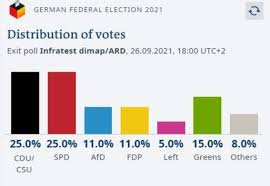 GERMAN FEDERAL ELECTION 2021
Distribution of votes
Exit poll Infratest dimap/ARD, 26.09.2021, 18:00 UTC+2
25.0% 25.0% 11.0% 11.0% 5.0% 15.0% 8.0%
CDU/ SPD AfD FDP Left Greens Others
CSU